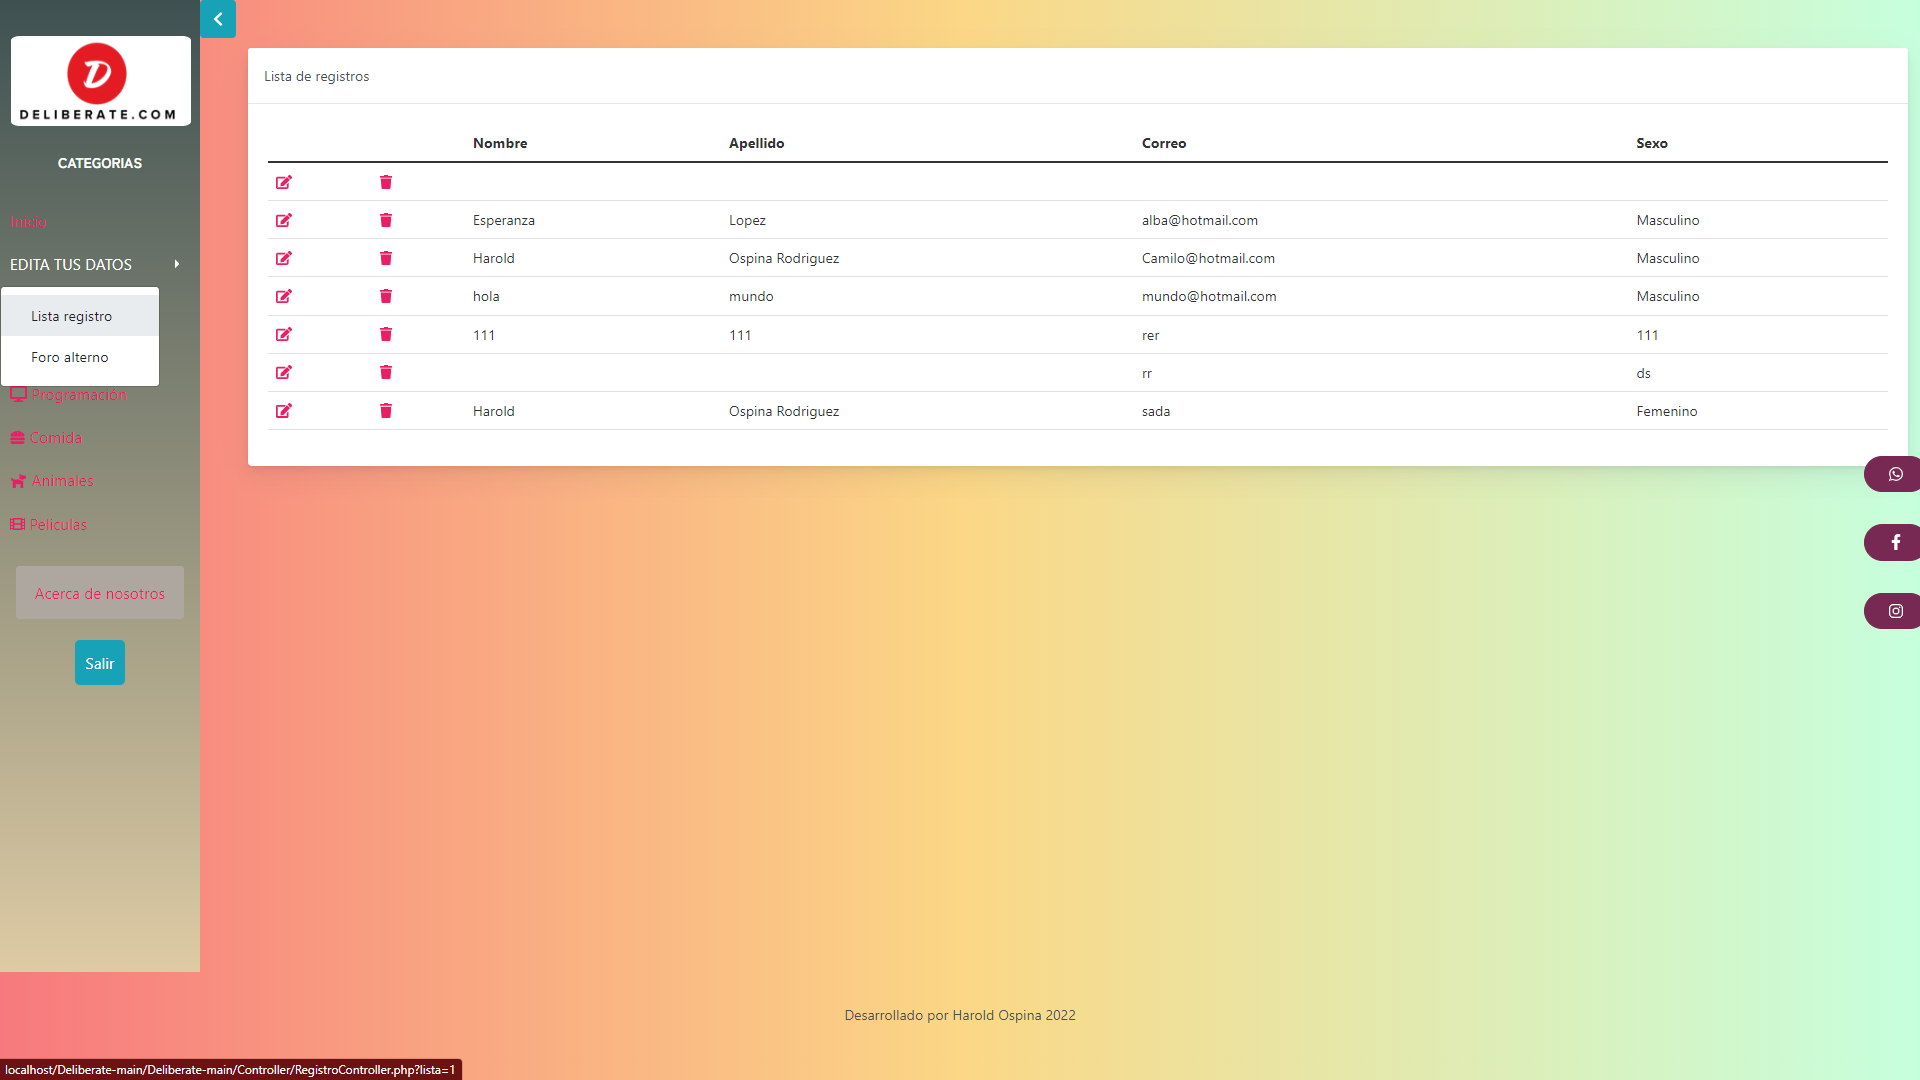 D
DELIBERATE.COM
CATEGORIAS
Inicio
EDITA TUS DATOS
Lista registro
Foro alterno
Programación
Comida
Animales
Peliculas
Acerca de nosotros
Salir
Lista de registros
Nombre Apellido Correo Sexo
Esperanza Lopez alba@hotmail.com Masculino
Harold Ospina Rodriguez Camilo@hotmail.com Masculino
hola mundo mundo@hotmail.com Masculino
111 111 rer 111
rr ds
Harold Ospina Rodriguez sada Femenino
Desarrollado por Harold Ospina 2022
localhost/Deliberate-main/Deliberate-main/Controller/RegistroController.php?lista=1